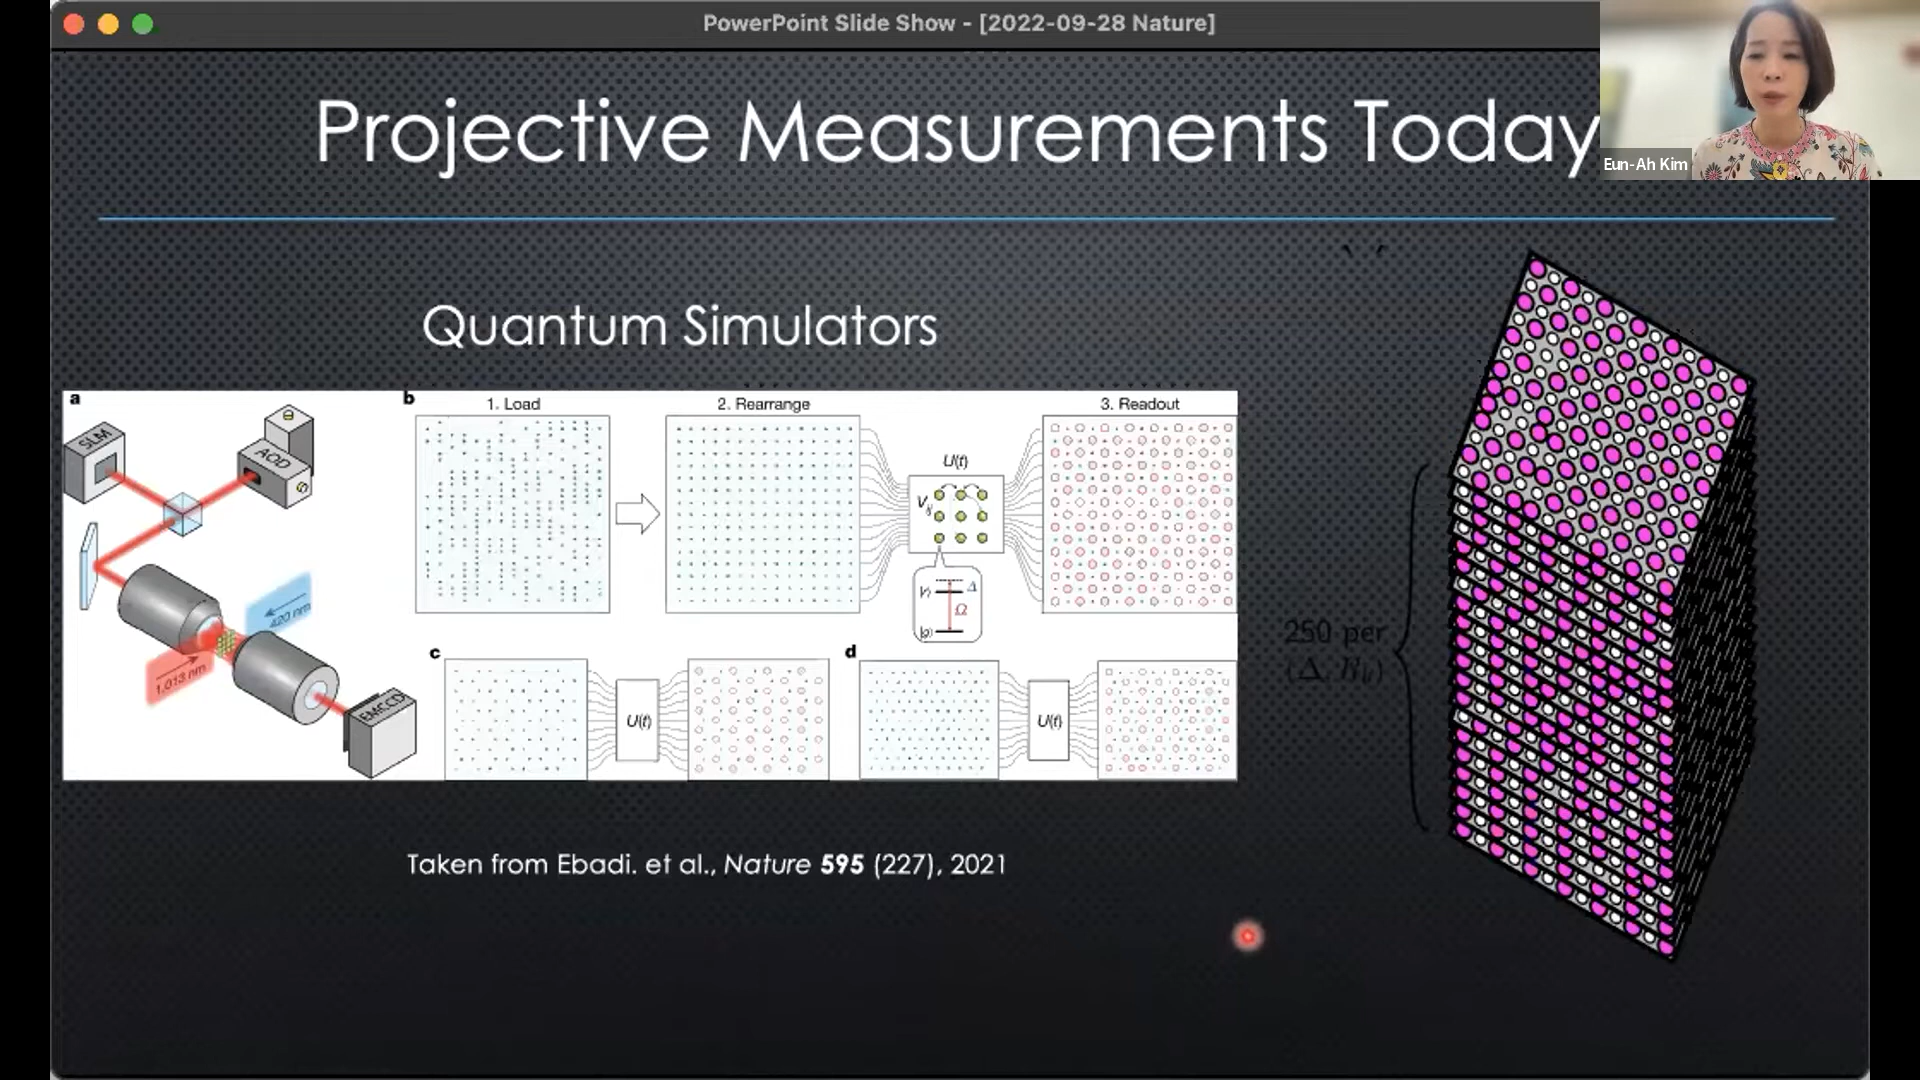 PowerPoint Slide Show - [2022-09-28 Nature]
Projective Measurements Today
Eun-Ah Kim
Quantum Simulators
a
SLM
AOD
420 nm
1,013 nm
EMCCD
b
1. Load
2. Rearrange
3. Readout
U(t)
V_ij
|r⟩
Δ
Ω
|g⟩
c
U(t)
d
U(t)
250 per
(Δ, R_b)
Taken from Ebadi. et al., Nature 595 (227), 2021